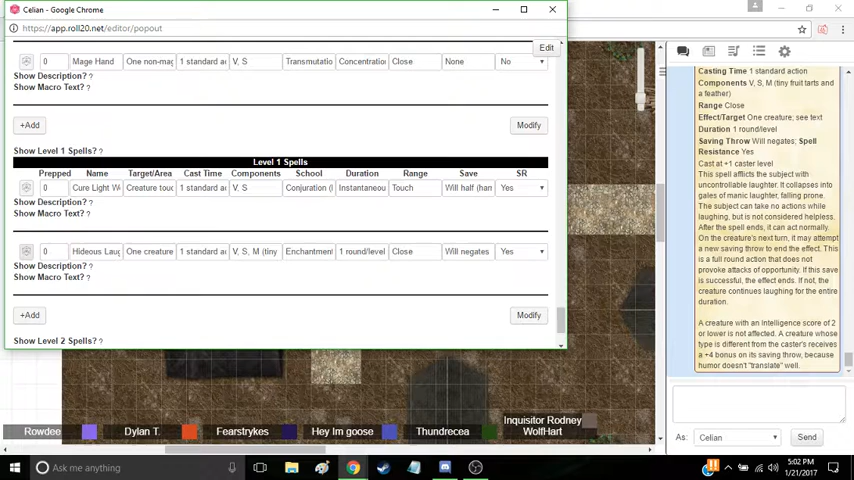 Celian - Google Chrome
https://app.roll20.net/editor/popout
Edit
0 Mage Hand One non-mag 1 standard ac V, S Transmutatio Concentration Close None No
Show Description? ?
Show Macro Text? ?
+Add Modify
Show Level 1 Spells? ?
Level 1 Spells
Prepped Name Target/Area Cast Time Components School Duration Range Save SR
0 Cure Light W Creature touc 1 standard ac V, S Conjuration (H Instantaneou Touch Will half (harm Yes
Show Description? ?
Show Macro Text? ?
0 Hideous Laug One creature 1 standard ac V, S, M (tiny Enchantment 1 round/level Close Will negates Yes
Show Description? ?
Show Macro Text? ?
+Add Modify
Show Level 2 Spells? ?
Casting Time 1 standard action
Components V, S, M (tiny fruit tarts and
a feather)
Range Close
Effect/Target One creature; see text
Duration 1 round/level
Saving Throw Will negates; Spell
Resistance Yes
Cast at +1 caster level
This spell afflicts the subject with
uncontrollable laughter. It collapses into
gales of manic laughter, falling prone.
The subject can take no actions while
laughing, but is not considered helpless.
After the spell ends, it can act normally.
On the creature's next turn, it may attempt
a new saving throw to end the effect. This
is a full round action that does not
provoke attacks of opportunity. If this save
is successful, the effect ends. If not, the
creature continues laughing for the entire
duration.
A creature with an Intelligence score of 2
or lower is not affected. A creature whose
type is different from the caster's receives
a +4 bonus on its saving throw, because
humor doesn't "translate" well.
Rowdee Dylan T. Fearstrykes Hey Im goose Thundrecea Inquisitor Rodney
WolfHart
As: Celian Send
Ask me anything
5:02 PM
1/21/2017